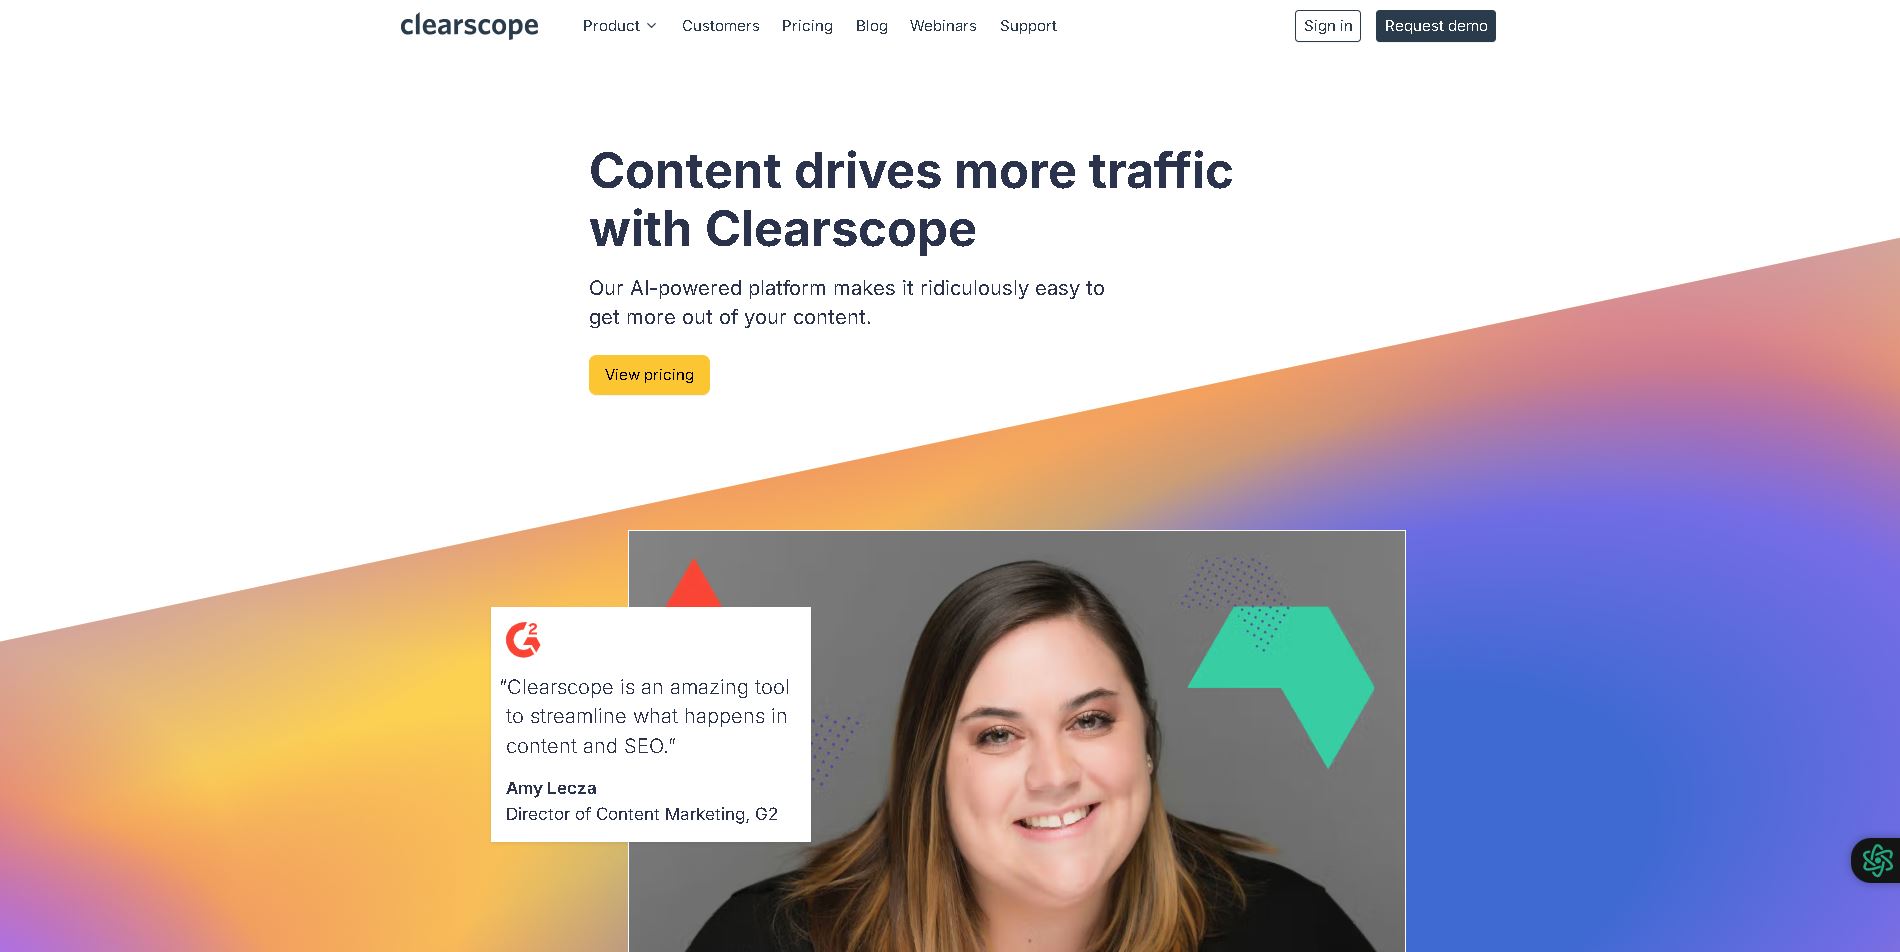 clearscope
Product
Customers
Pricing
Blog
Webinars
Support
Sign in
Request demo
Content drives more traffic
with Clearscope
Our AI-powered platform makes it ridiculously easy to
get more out of your content.
View pricing
G2
“Clearscope is an amazing tool
to streamline what happens in
content and SEO.”
Amy Lecza
Director of Content Marketing, G2